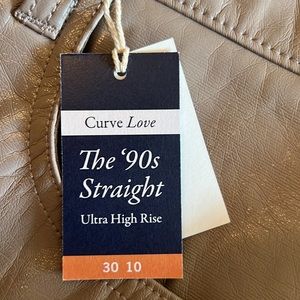 Curve Love
The ‘90s
Straight
Ultra High Rise
30 10